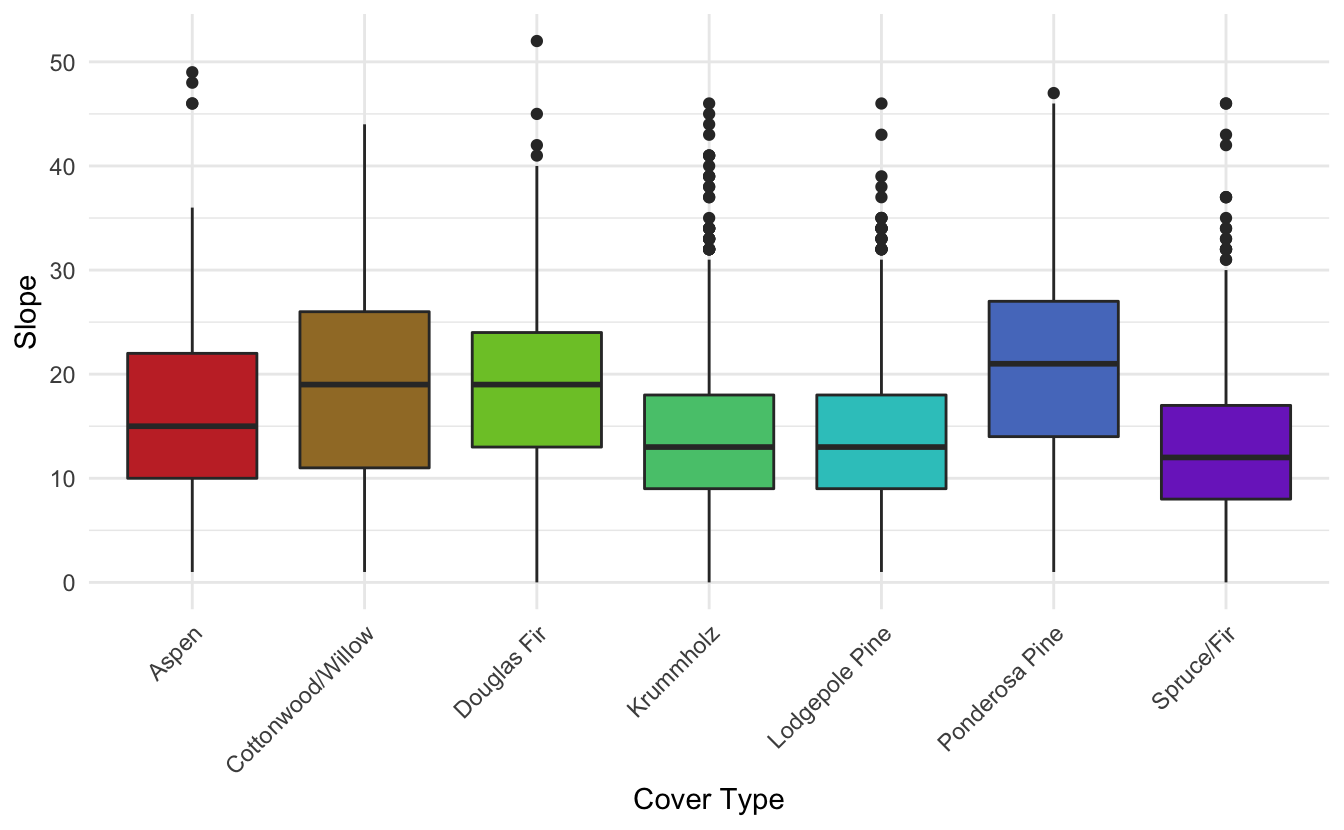 50
40
30
20
10
0
Slope
Aspen
Cottonwood/Willow
Douglas Fir
Krummholz
Lodgepole Pine
Ponderosa Pine
Spruce/Fir
Cover Type